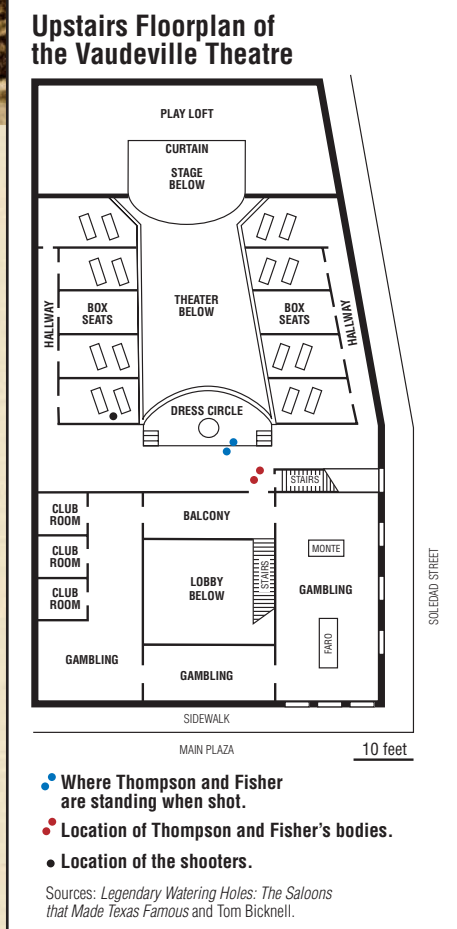 Upstairs Floorplan of
the Vaudeville Theatre
PLAY LOFT
CURTAIN
STAGE
BELOW
HALLWAY
BOX
SEATS
THEATER
BELOW
BOX
SEATS
HALLWAY
DRESS CIRCLE
STAIRS
CLUB
ROOM
BALCONY
CLUB
ROOM
MONTE
STAIRS
LOBBY
BELOW
GAMBLING
CLUB
ROOM
FARO
GAMBLING
GAMBLING
SOLEDAD STREET
SIDEWALK
MAIN PLAZA
10 feet
Where Thompson and Fisher
are standing when shot.
Location of Thompson and Fisher’s bodies.
Location of the shooters.
Sources: Legendary Watering Holes: The Saloons
that Made Texas Famous and Tom Bicknell.